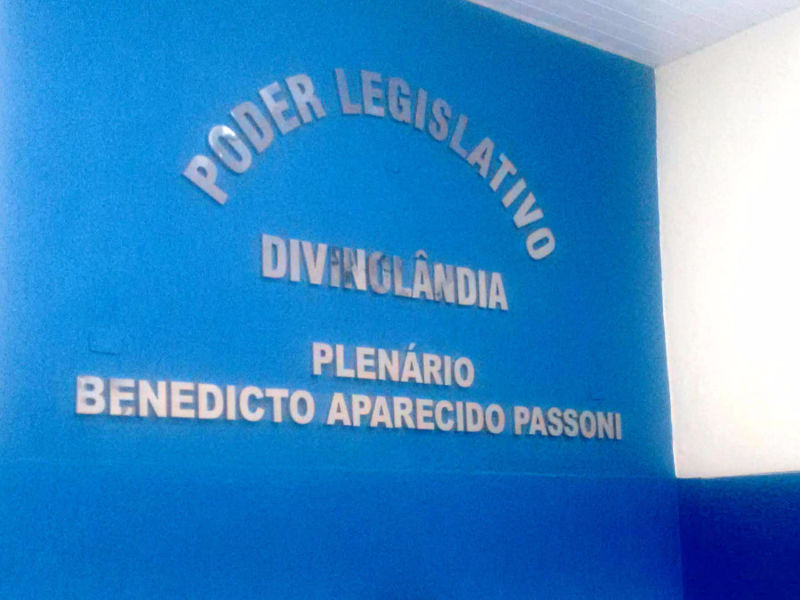 PODER LEGISLATIVO
DIVINOLÂNDIA
PLENÁRIO
BENEDICTO APARECIDO PASSONI